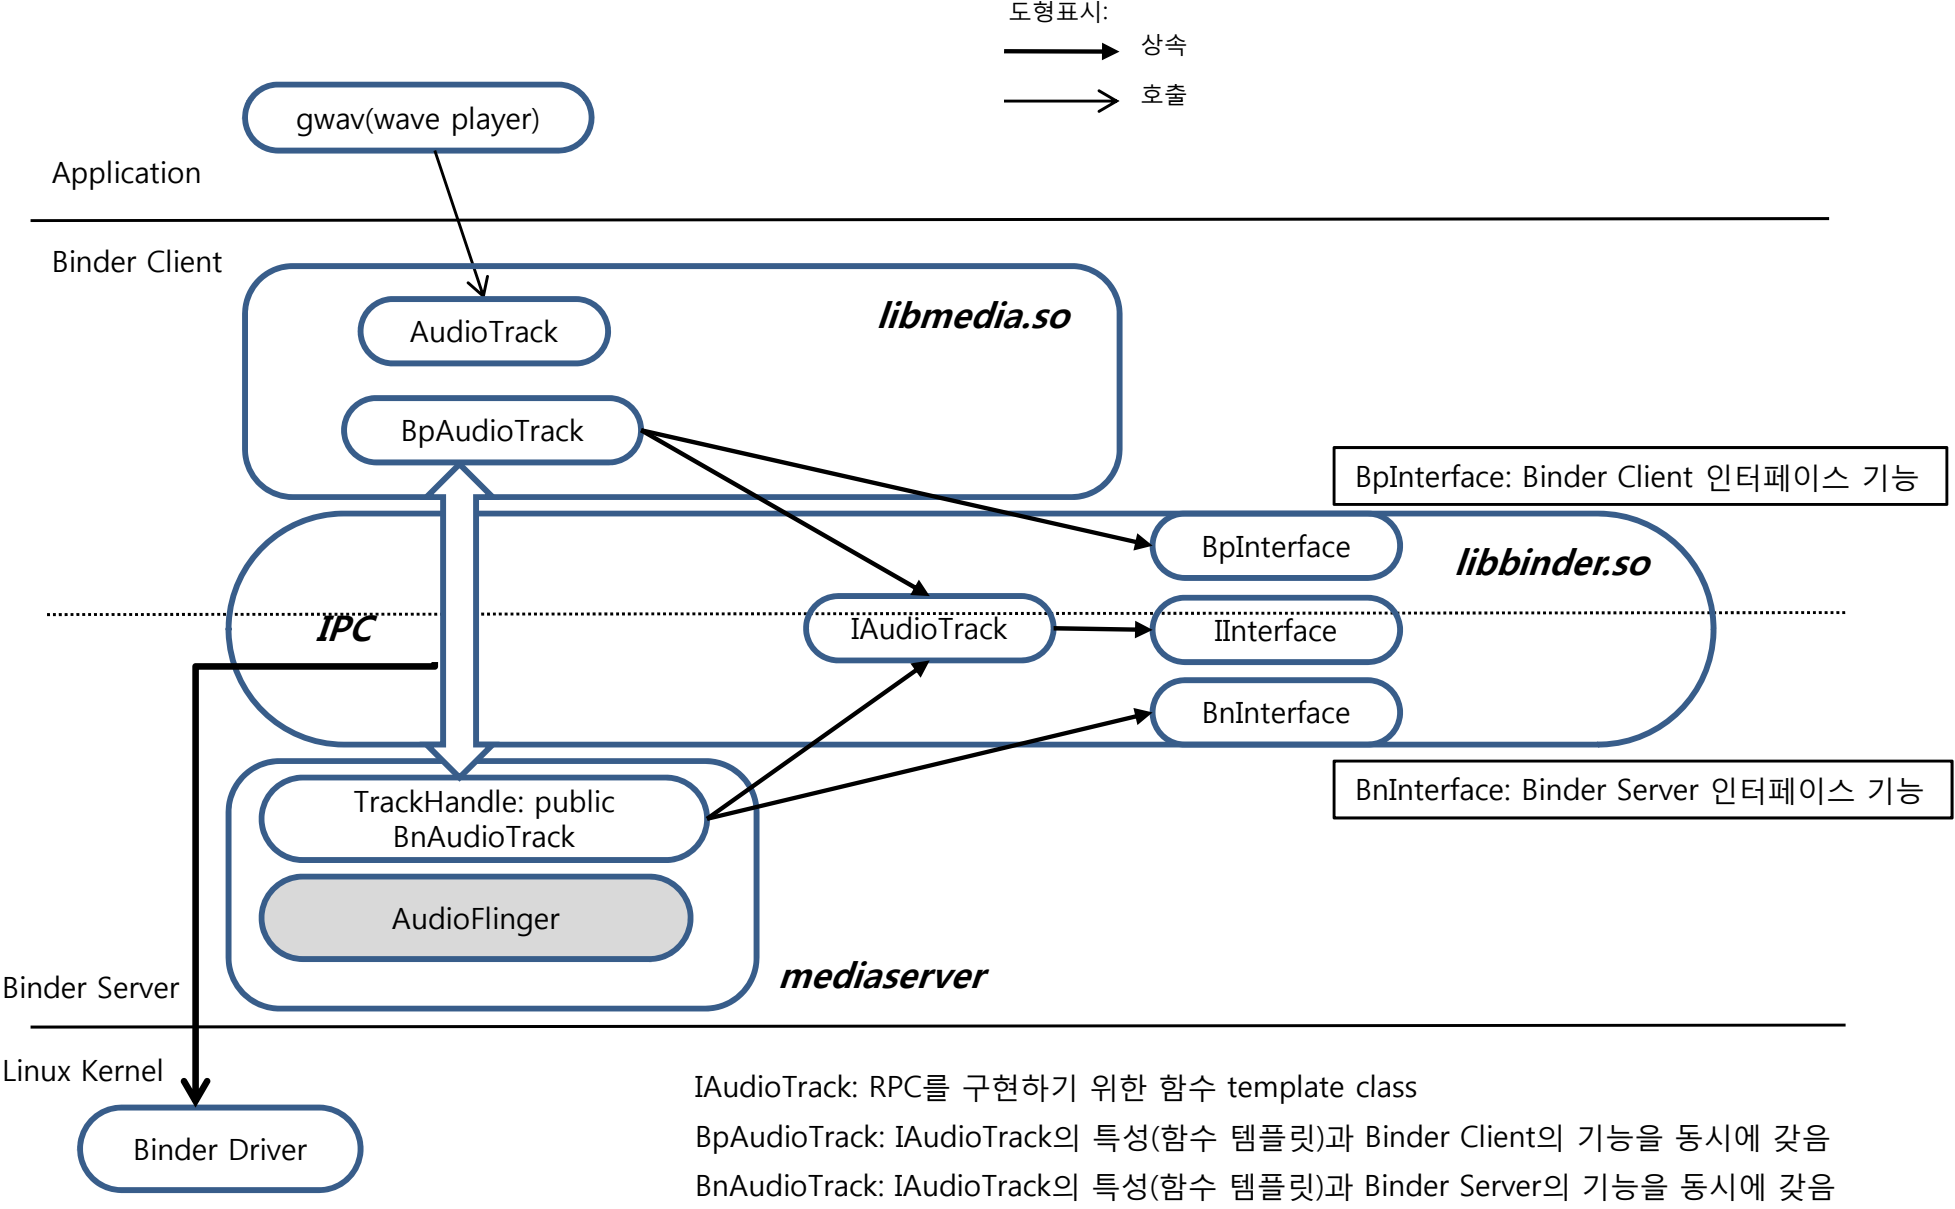 도형표시:
상속
호출
gwav(wave player)
Application
Binder Client
libmedia.so
AudioTrack
BpAudioTrack
BpInterface: Binder Client 인터페이스 기능
BpInterface
libbinder.so
IPC
IAudioTrack
IInterface
BnInterface
TrackHandle: public
BnAudioTrack
BnInterface: Binder Server 인터페이스 기능
AudioFlinger
mediaserver
Binder Server
Linux Kernel
Binder Driver
IAudioTrack: RPC를 구현하기 위한 함수 template class
BpAudioTrack: IAudioTrack의 특성(함수 템플릿)과 Binder Client의 기능을 동시에 갖음
BnAudioTrack: IAudioTrack의 특성(함수 템플릿)과 Binder Server의 기능을 동시에 갖음